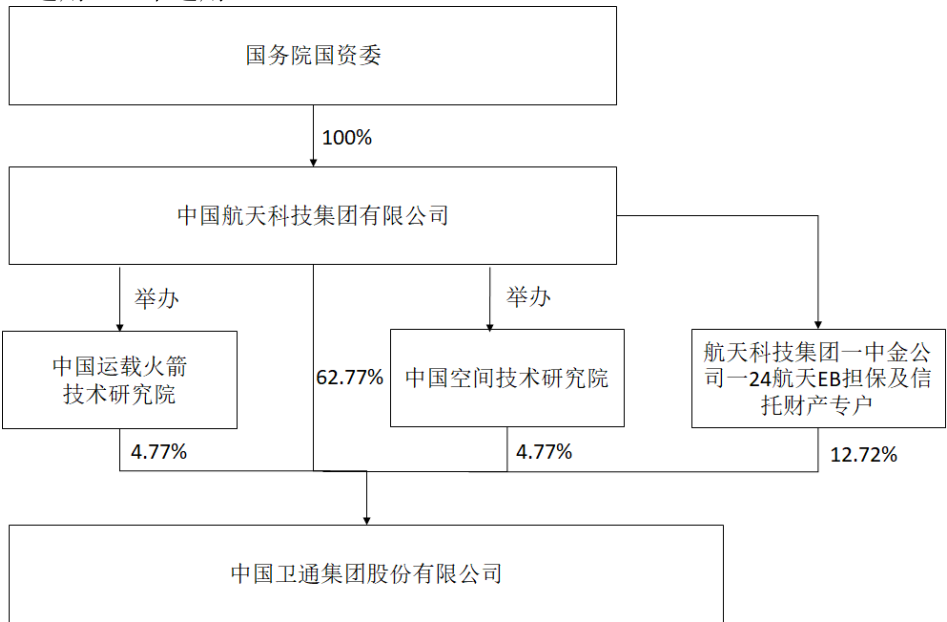 国务院国资委
100%
中国航天科技集团有限公司
举办
举办
中国运载火箭
技术研究院
62.77%
中国空间技术研究院
航天科技集团一中金公
司一24航天EB担保及信
托财产专户
4.77%
4.77%
12.72%
中国卫通集团股份有限公司